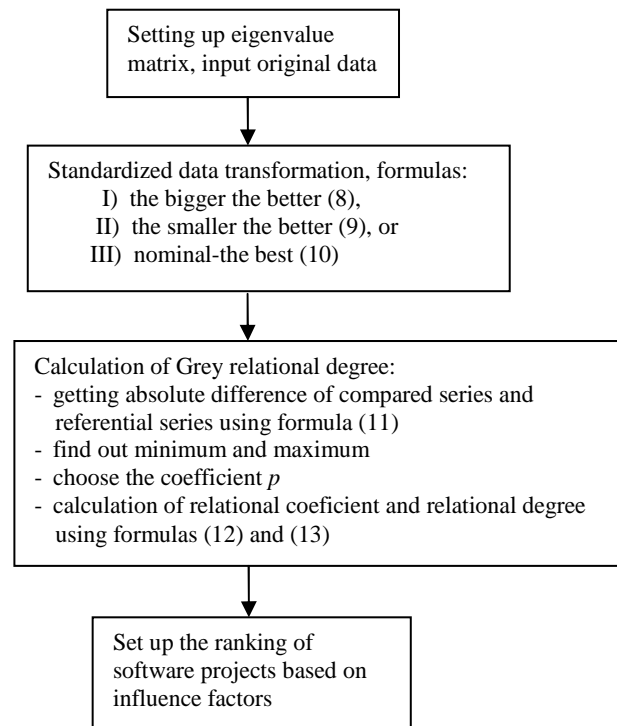 Setting up eigenvalue
matrix, input original data
Standardized data transformation, formulas:
I) the bigger the better (8),
II) the smaller the better (9), or
III) nominal-the best (10)
Calculation of Grey relational degree:
- getting absolute difference of compared series and
referential series using formula (11)
- find out minimum and maximum
- choose the coefficient p
- calculation of relational coeficient and relational degree
using formulas (12) and (13)
Set up the ranking of
software projects based on
influence factors